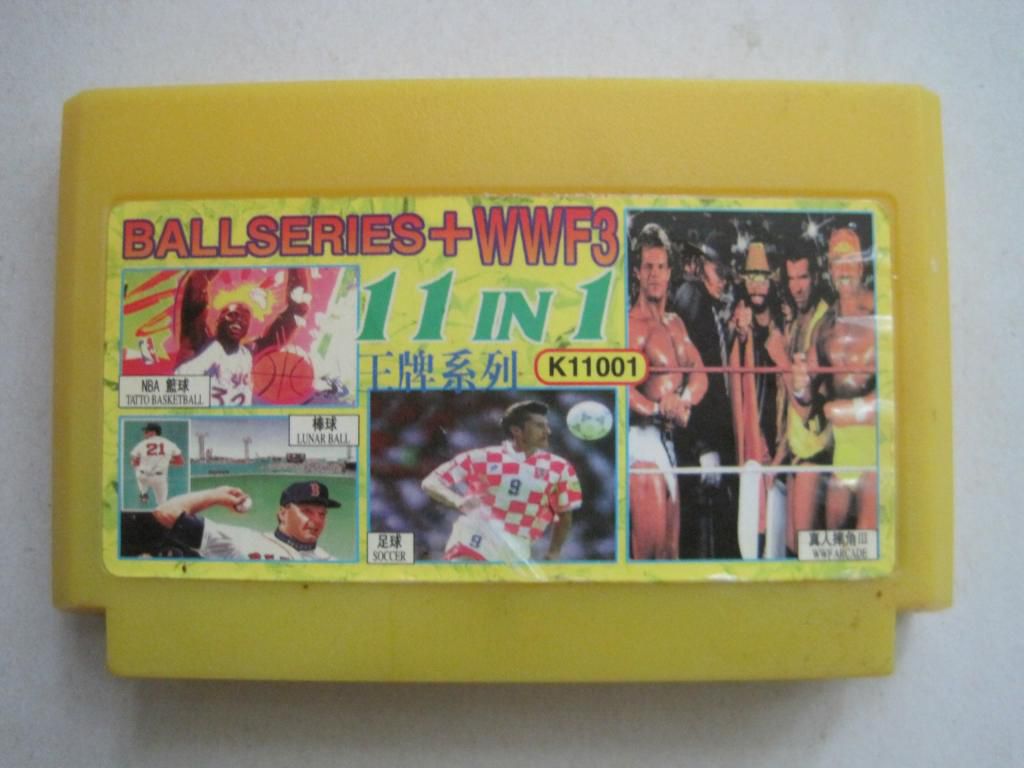 BALLSERIES+WWF3
11 IN 1
王牌系列
K11001
NBA 籃球
TATTO BASKETBALL
棒球
LUNAR BALL
21
足球
SOCCER
9
9
真人摔角III
WWF ARCADE
B